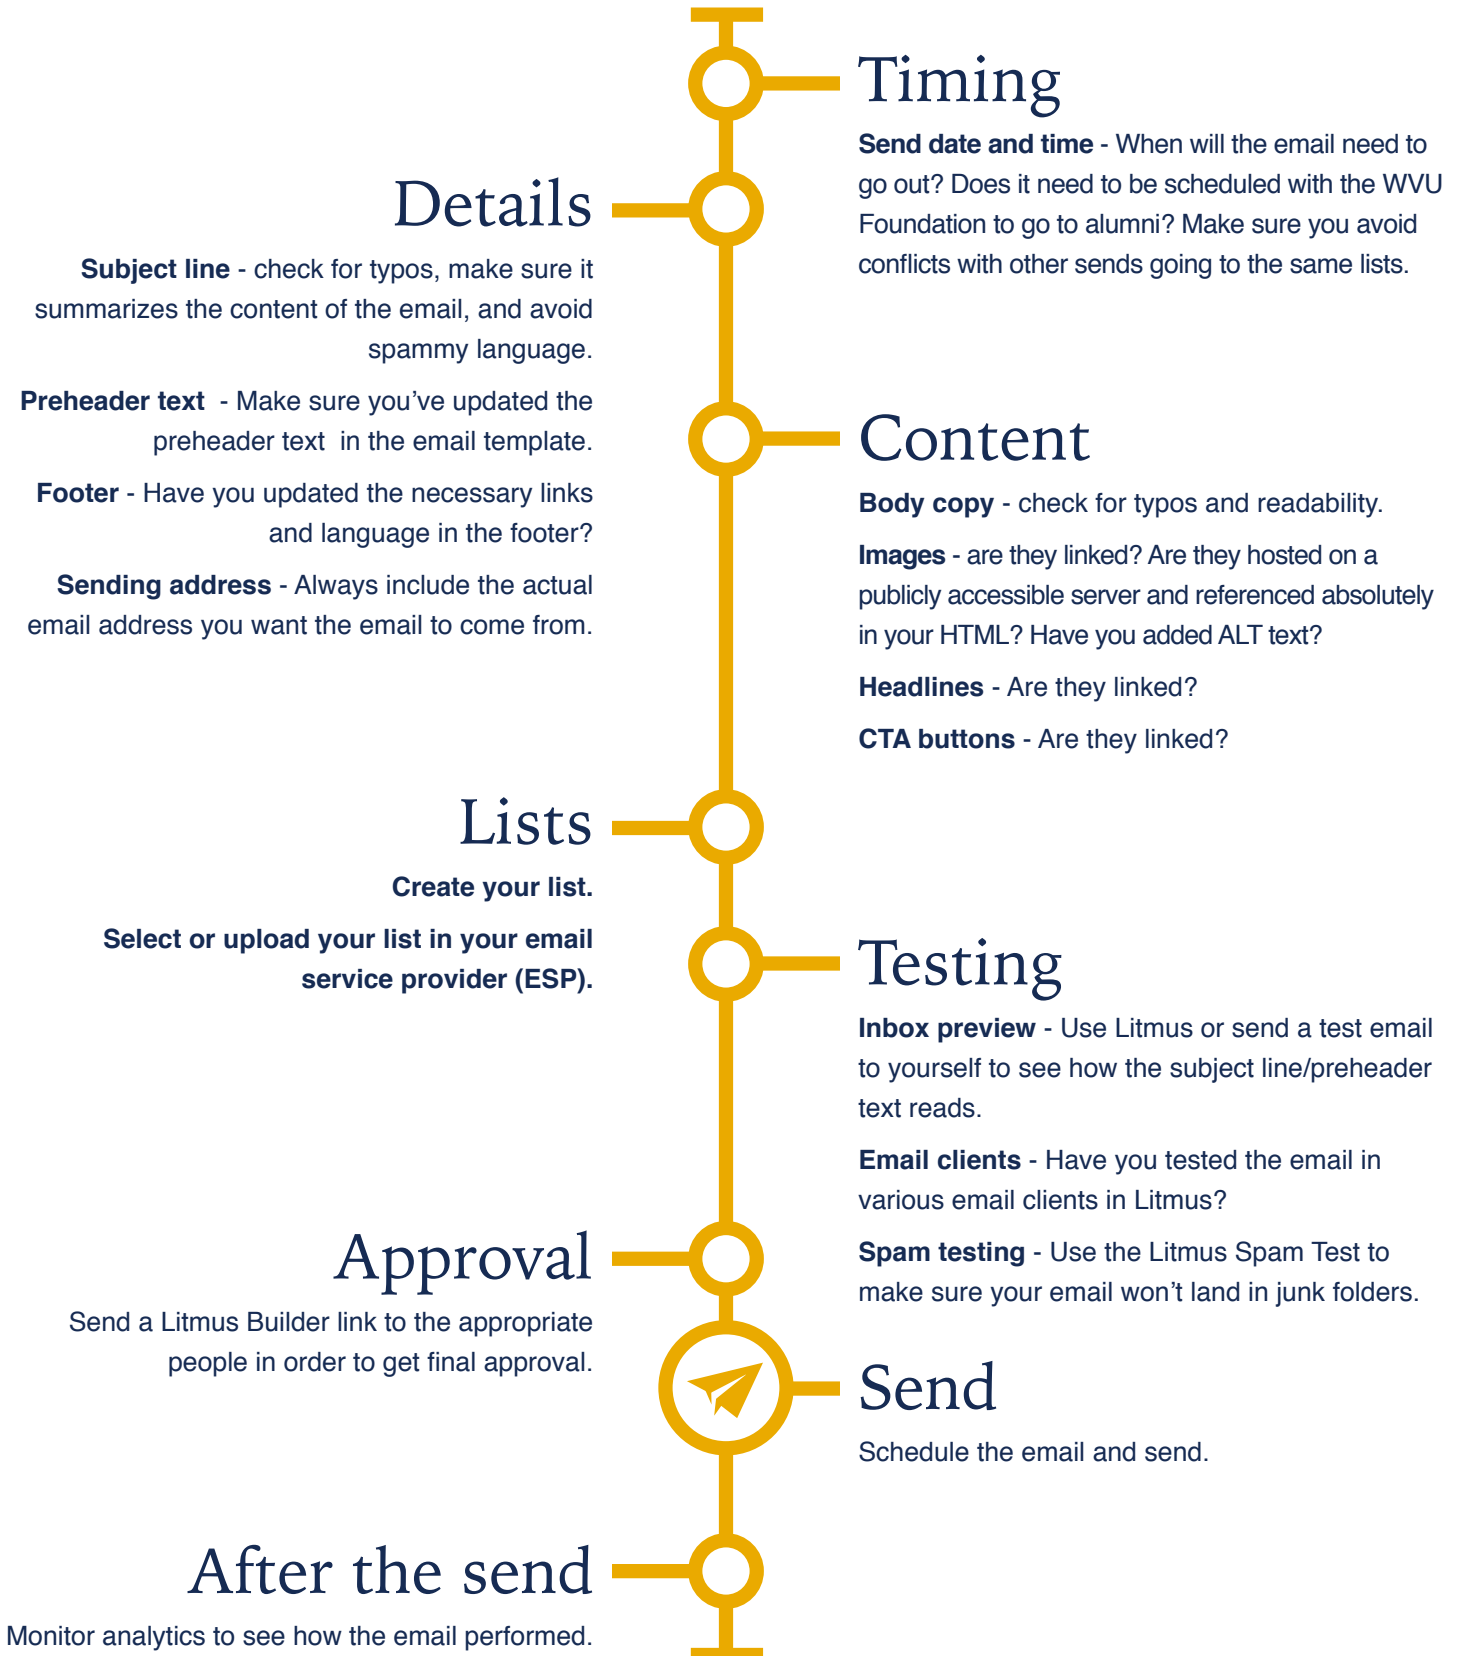 Timing
Send date and time - When will the email need to
go out? Does it need to be scheduled with the WVU
Foundation to go to alumni? Make sure you avoid
conflicts with other sends going to the same lists.
Details
Subject line - check for typos, make sure it
summarizes the content of the email, and avoid
spammy language.
Preheader text  - Make sure you’ve updated the
preheader text  in the email template.
Footer - Have you updated the necessary links
and language in the footer?
Sending address - Always include the actual
email address you want the email to come from.
Content
Body copy - check for typos and readability.
Images - are they linked? Are they hosted on a
publicly accessible server and referenced absolutely
in your HTML? Have you added ALT text?
Headlines - Are they linked?
CTA buttons - Are they linked?
Lists
Create your list.
Select or upload your list in your email
service provider (ESP).
Testing
Inbox preview - Use Litmus or send a test email
to yourself to see how the subject line/preheader
text reads.
Email clients - Have you tested the email in
various email clients in Litmus?
Spam testing - Use the Litmus Spam Test to
make sure your email won’t land in junk folders.
Approval
Send a Litmus Builder link to the appropriate
people in order to get final approval.
Send
Schedule the email and send.
After the send
Monitor analytics to see how the email performed.